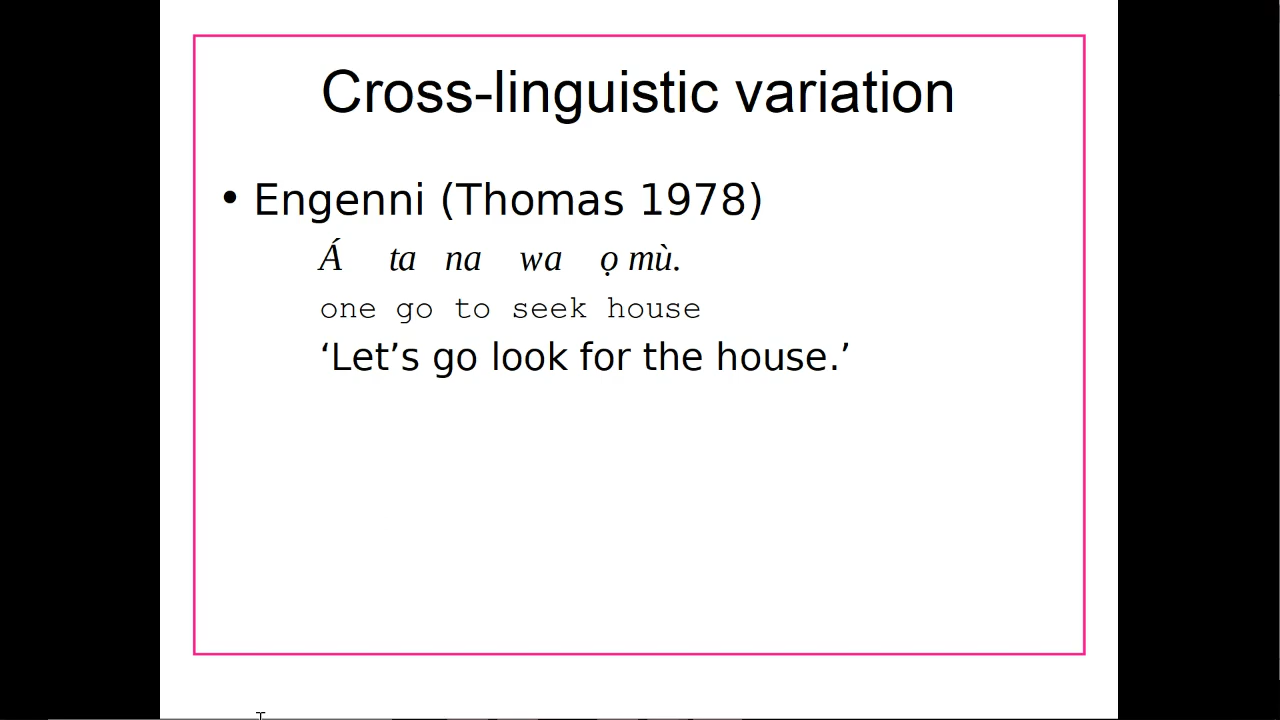 Cross-linguistic variation
• Engenni (Thomas 1978)
Á ta na wa ọ mù.
one go to seek house
‘Let’s go look for the house.’